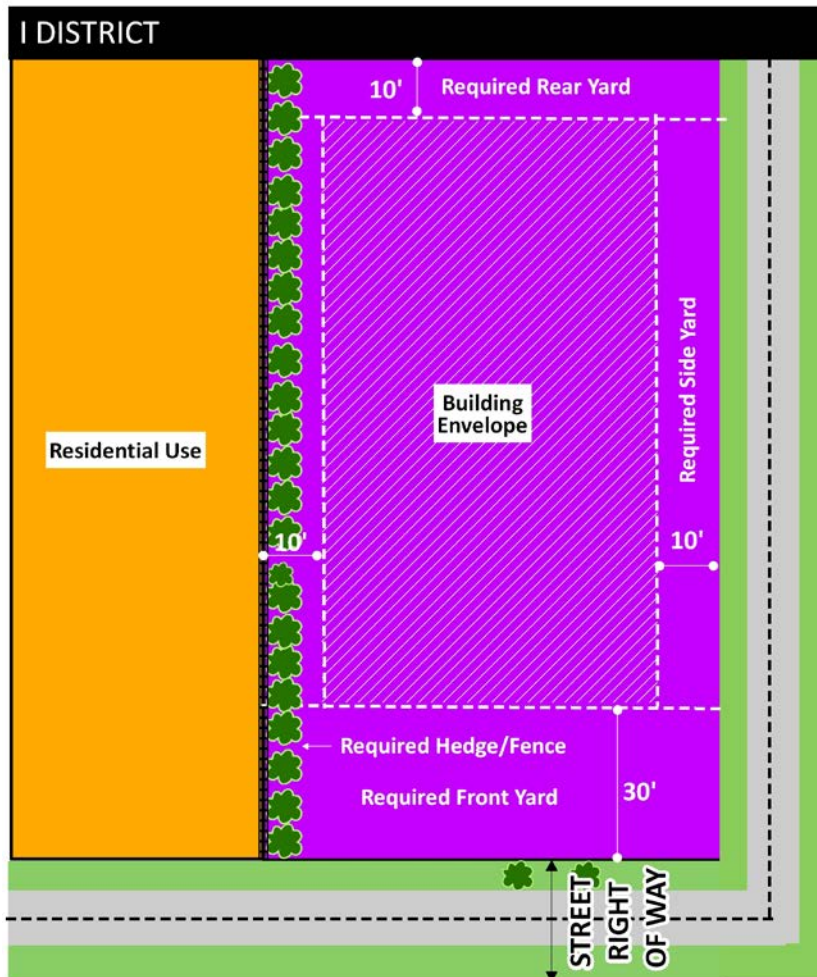 I DISTRICT
10'
Required Rear Yard
Building
Envelope
Residential Use
Required Side Yard
10'
10'
Required Hedge/Fence
Required Front Yard
30'
STREET
RIGHT
OF WAY